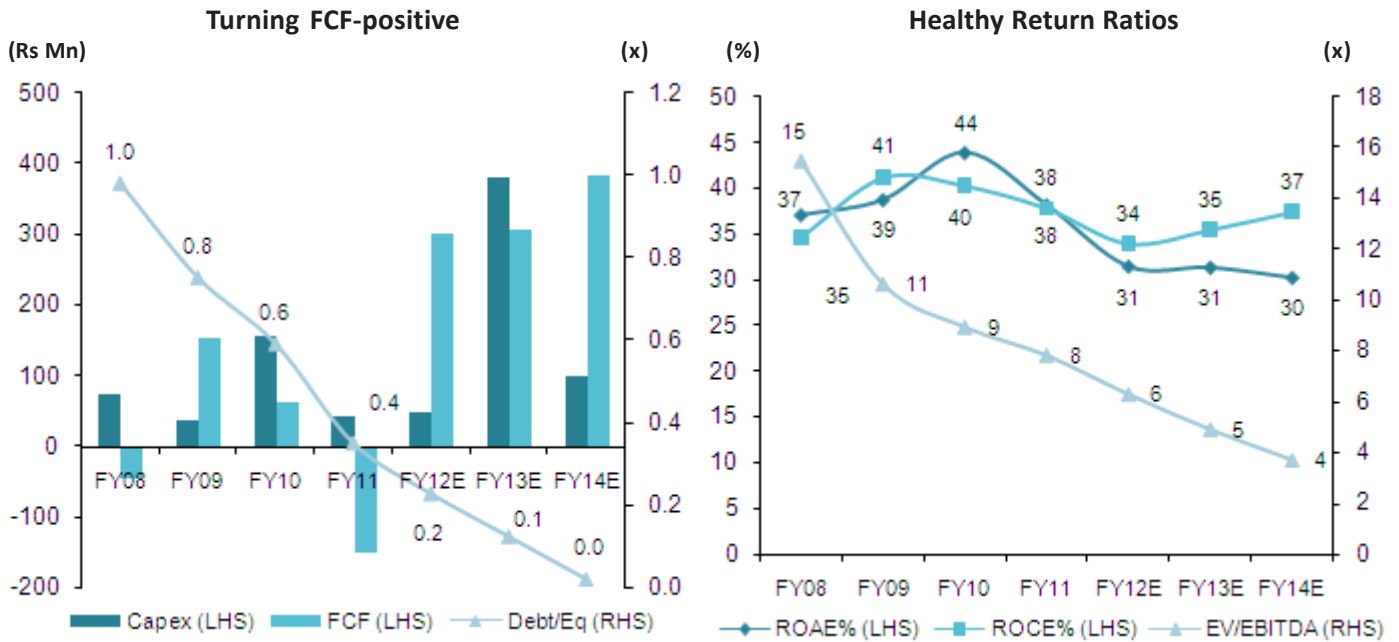 Turning FCF-positive
(Rs Mn) (x)
500 1.2
400 1.0
300 0.8
200
100 0.6
0 0.4
-100 0.2
-200 0.0
1.0
0.8
0.6
0.4
0.2
0.1
0.0
FY08 FY09 FY10 FY11 FY12E FY13E FY14E
Capex (LHS) FCF (LHS) Debt/Eq (RHS)
Healthy Return Ratios
(%) (x)
50 18
45 16
40 14
35 12
30 10
25
20 8
15 6
10 4
5 2
0 0
15 41 44 38 34 35 37
37 39 40 38 31 31 30
35 11 9 8 6 5 4
FY08 FY09 FY10 FY11 FY12E FY13E FY14E
ROAE% (LHS) ROCE% (LHS) EV/EBITDA (RHS)